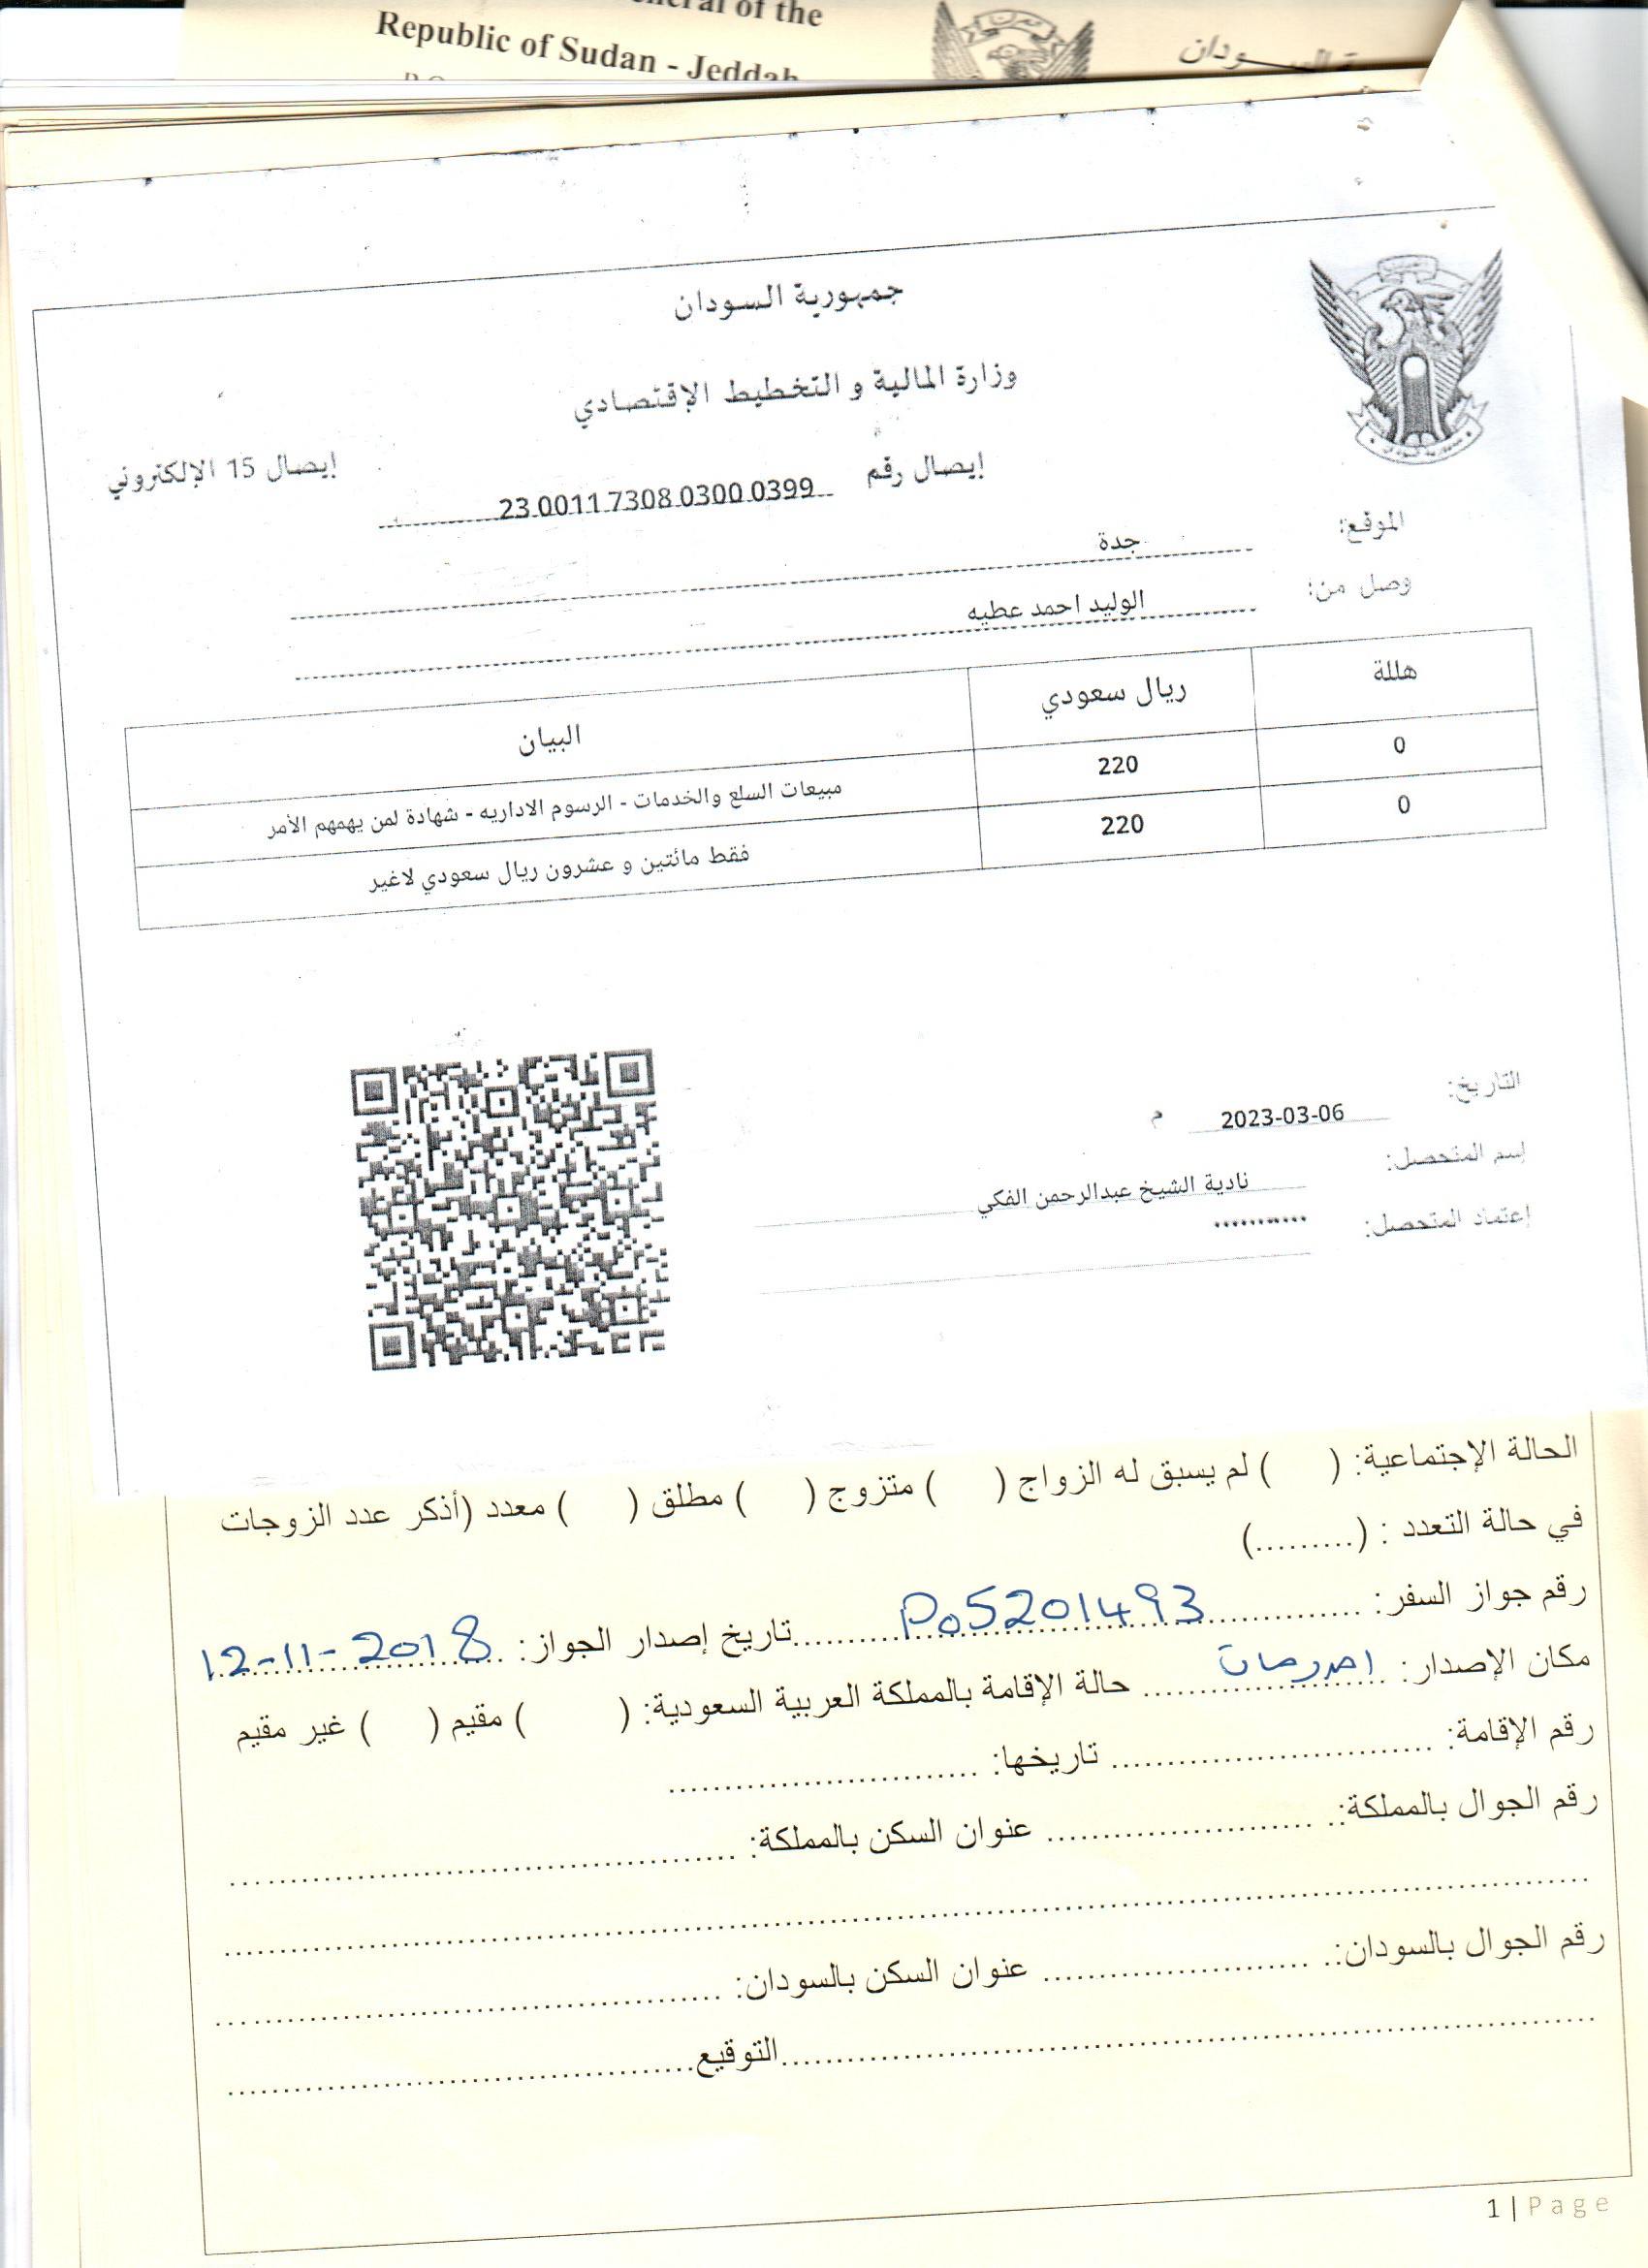 of the
Republic of Sudan - Jeddah
جمهورية السودان
وزارة المالية و التخطيط الإقتصادي
إيصال رقم 23 0011 7308 0300 0399 إيصال 15 الإلكتروني
الموقع: جدة
وصل من: الوليد احمد عطيه
هللة ريال سعودي البيان
0 220 مبيعات السلع والخدمات - الرسوم الاداريه - شهادة لمن يهمهم الأمر
0 220 فقط مائتين و عشرون ريال سعودي لاغير
التاريخ: 2023-03-06 م
إسم المتحصل: نادية الشيخ عبدالرحمن الفكي
إعتماد المتحصل: **********
الحالة الإجتماعية: ( ) لم يسبق له الزواج ( ) متزوج ( ) مطلق ( ) معدد (أذكر عدد الزوجات
في حالة التعدد : (.........)
رقم جواز السفر: P05201493 تاريخ إصدار الجواز: 12-11-2018
مكان الإصدار: امدرمان حالة الإقامة بالمملكة العربية السعودية: ( ) مقيم ( ) غير مقيم
رقم الإقامة: ............................ تاريخها: ............................
رقم الجوال بالمملكة:.. ........................ عنوان السكن بالمملكة: ............................................
رقم الجوال بالسودان:.. ........................ عنوان السكن بالسودان: ............................................
التوقيع..........................................
1 | Page